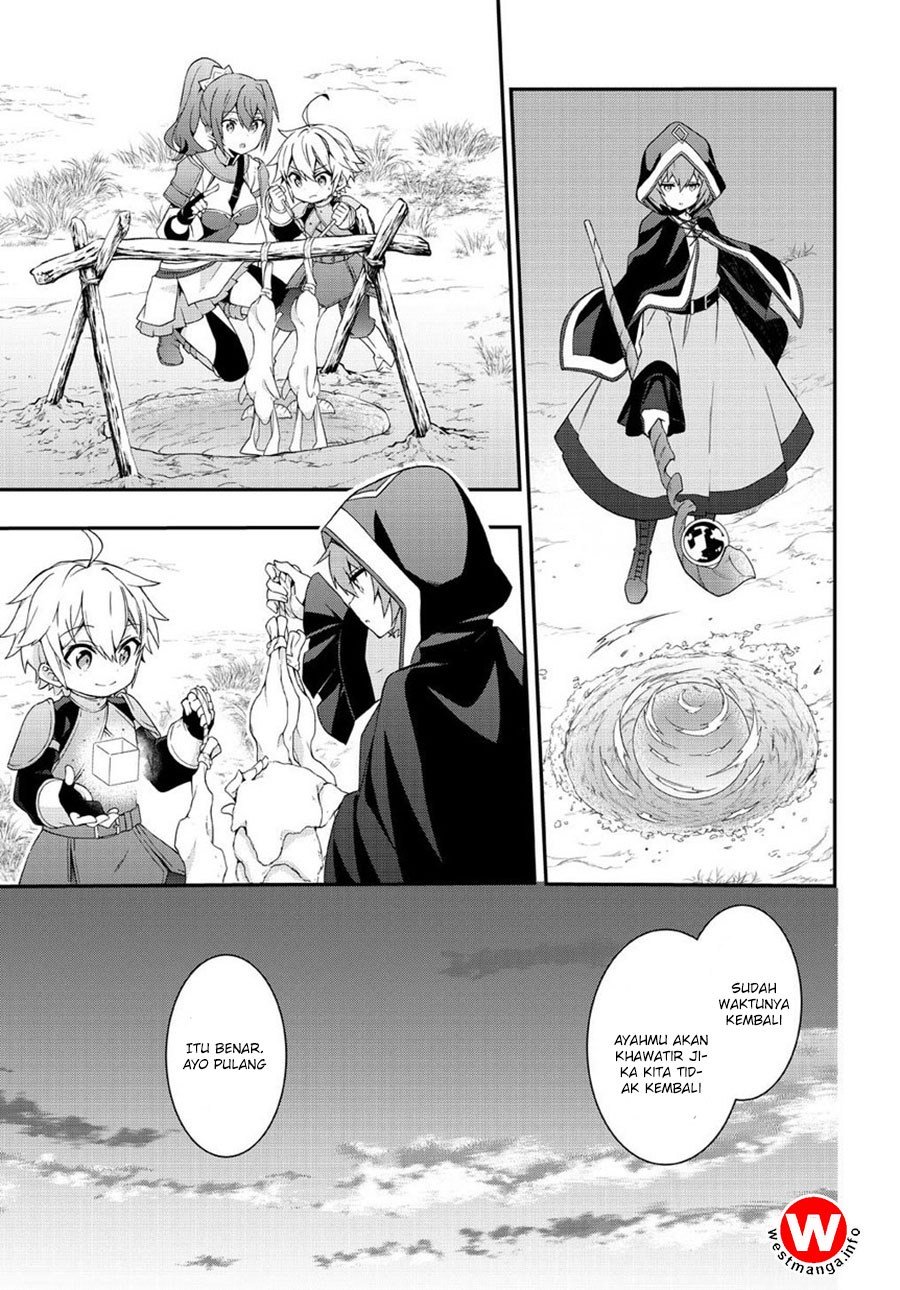 SUDAH
WAKTUNYA
KEMBALI
AYAHMU AKAN
KHAWATIR JI-
KA KITA TID-
AK KEMBALI
ITU BENAR,
AYO PULANG
W
westmanga.info